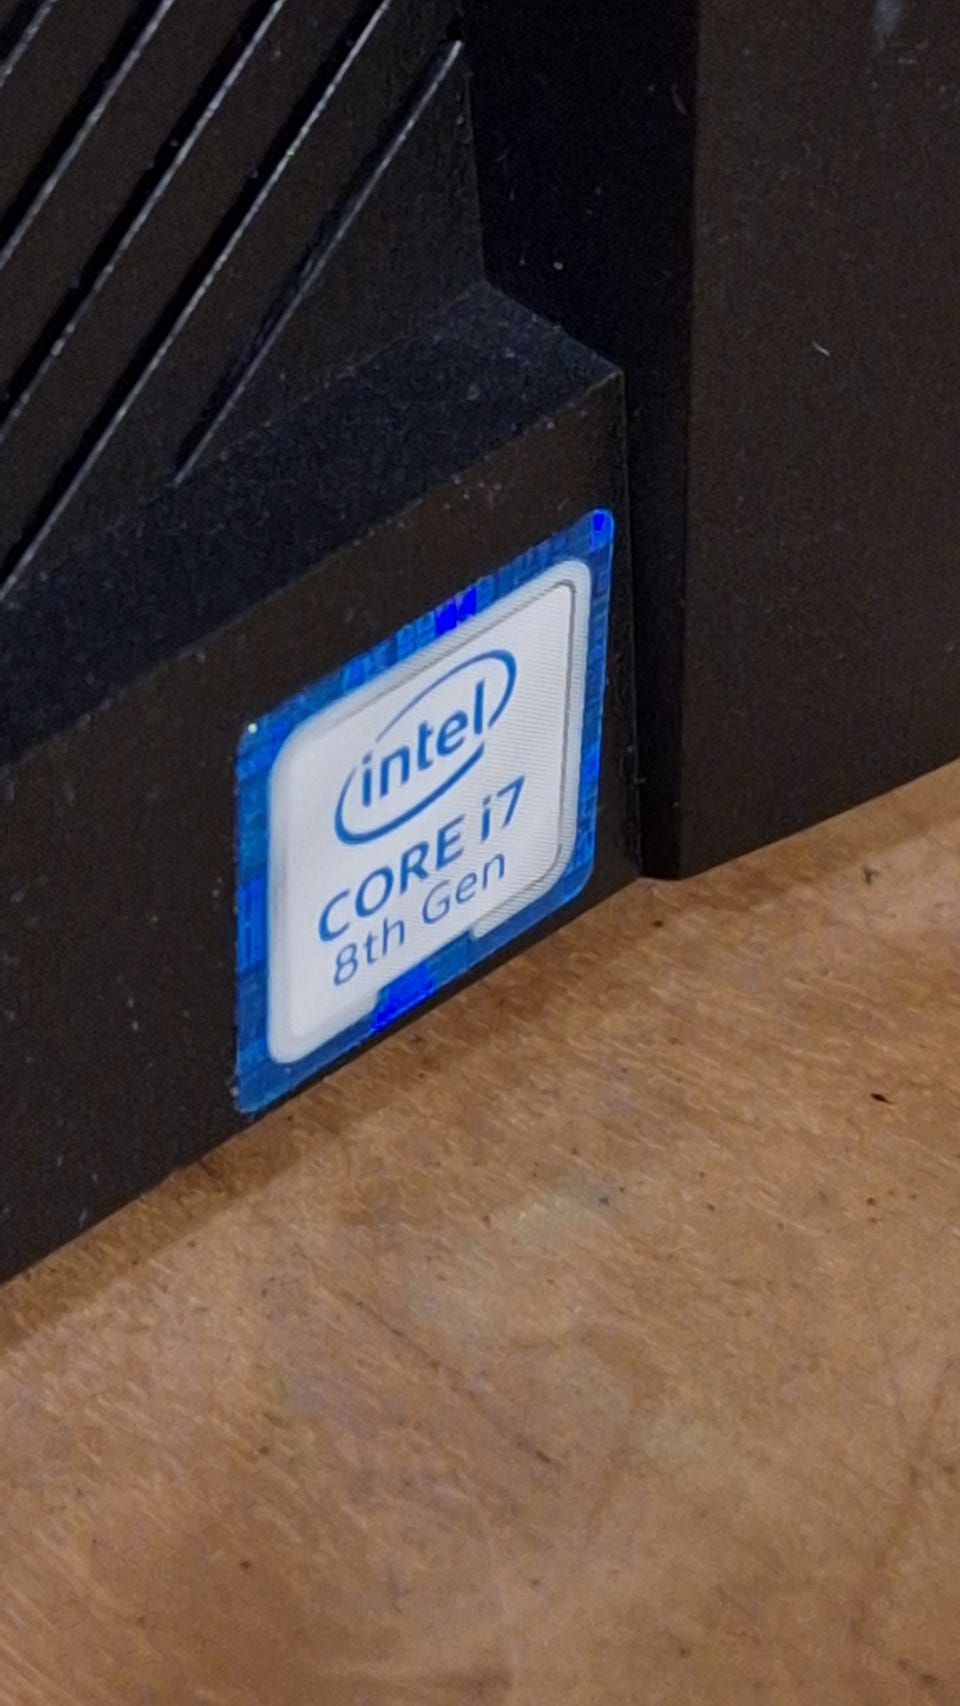 intel
CORE i7
8th Gen